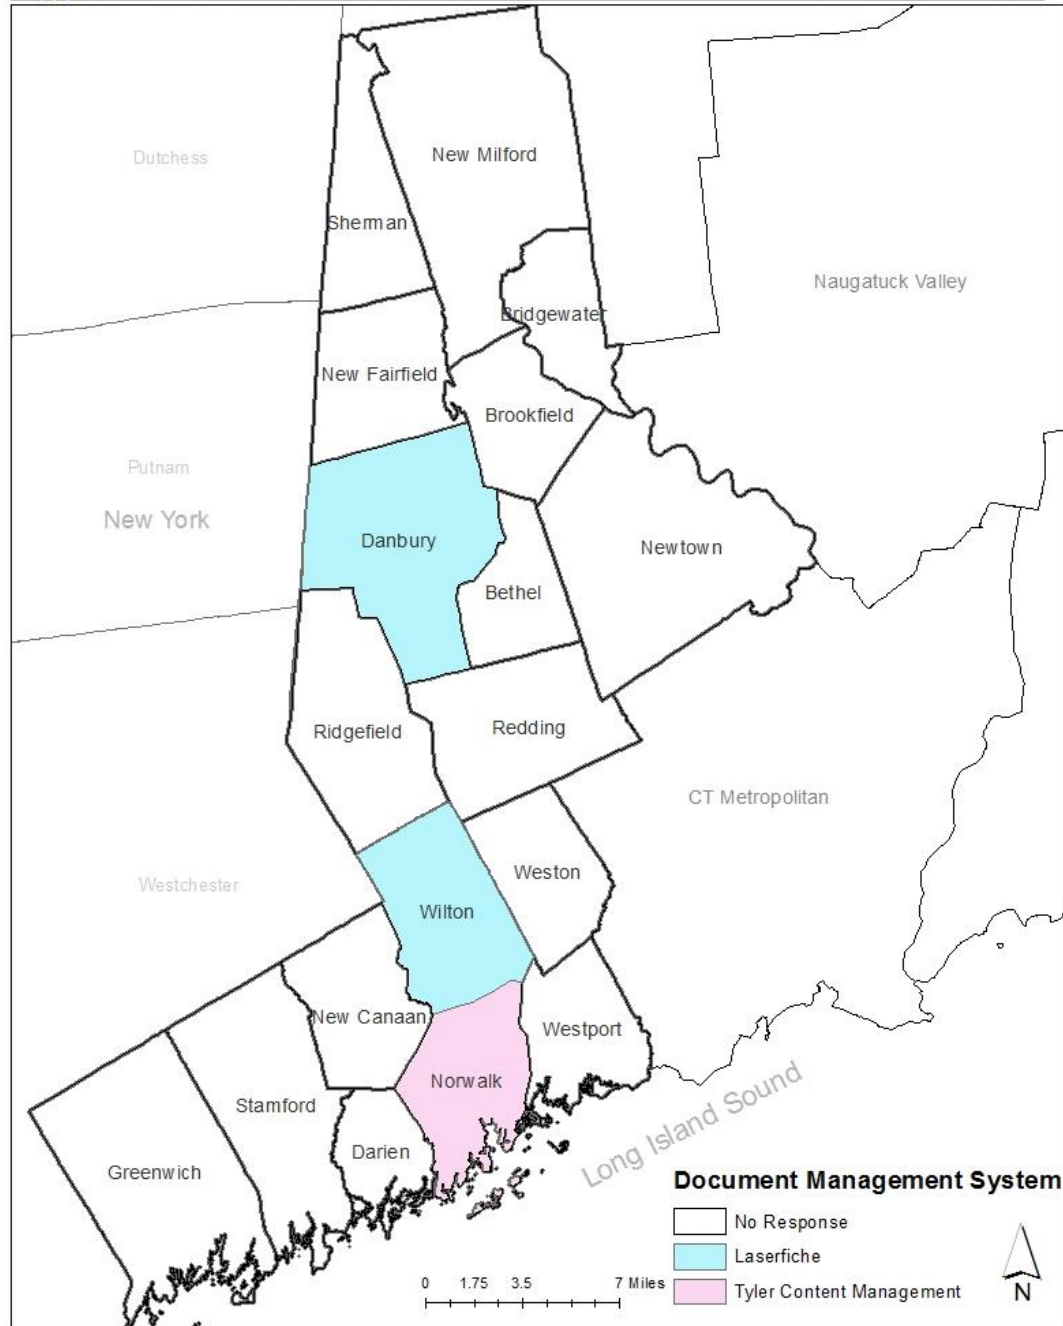 Dutchess
New Milford
Sherman
Naugatuck Valley
Bridgewater
New Fairfield
Brookfield
Putnam
New York
Danbury
Newtown
Bethel
Ridgefield
Redding
CT Metropolitan
Westchester
Weston
Wilton
New Canaan
Westport
Norwalk
Stamford
Darien
Greenwich
Long Island Sound
Document Management System
No Response
Laserfiche
Tyler Content Management
0 1.75 3.5 7 Miles
N